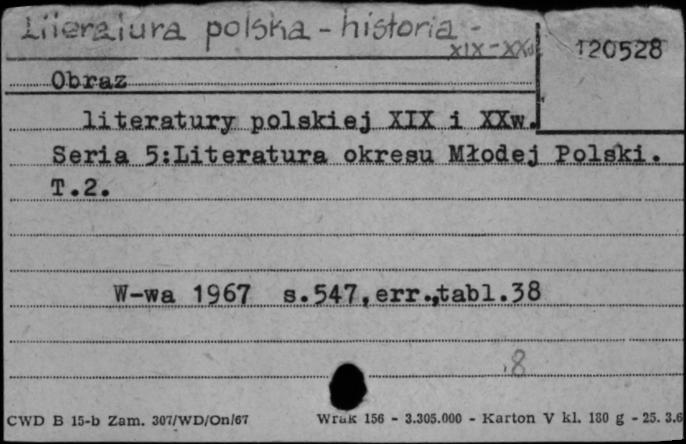 Literatura polska - historia -
XIX-XXw
120528
Obraz
literatury polskiej XIX i XXw.
Seria 5:Literatura okresu Młodej Polski.
T.2.
W-wa 1967 s.547,err.,tabl.38
8
CWD B 15-b Zam. 307/WD/On/67 Wrak 156 - 3.305.000 - Karton V kl. 180 g - 25. 3.6